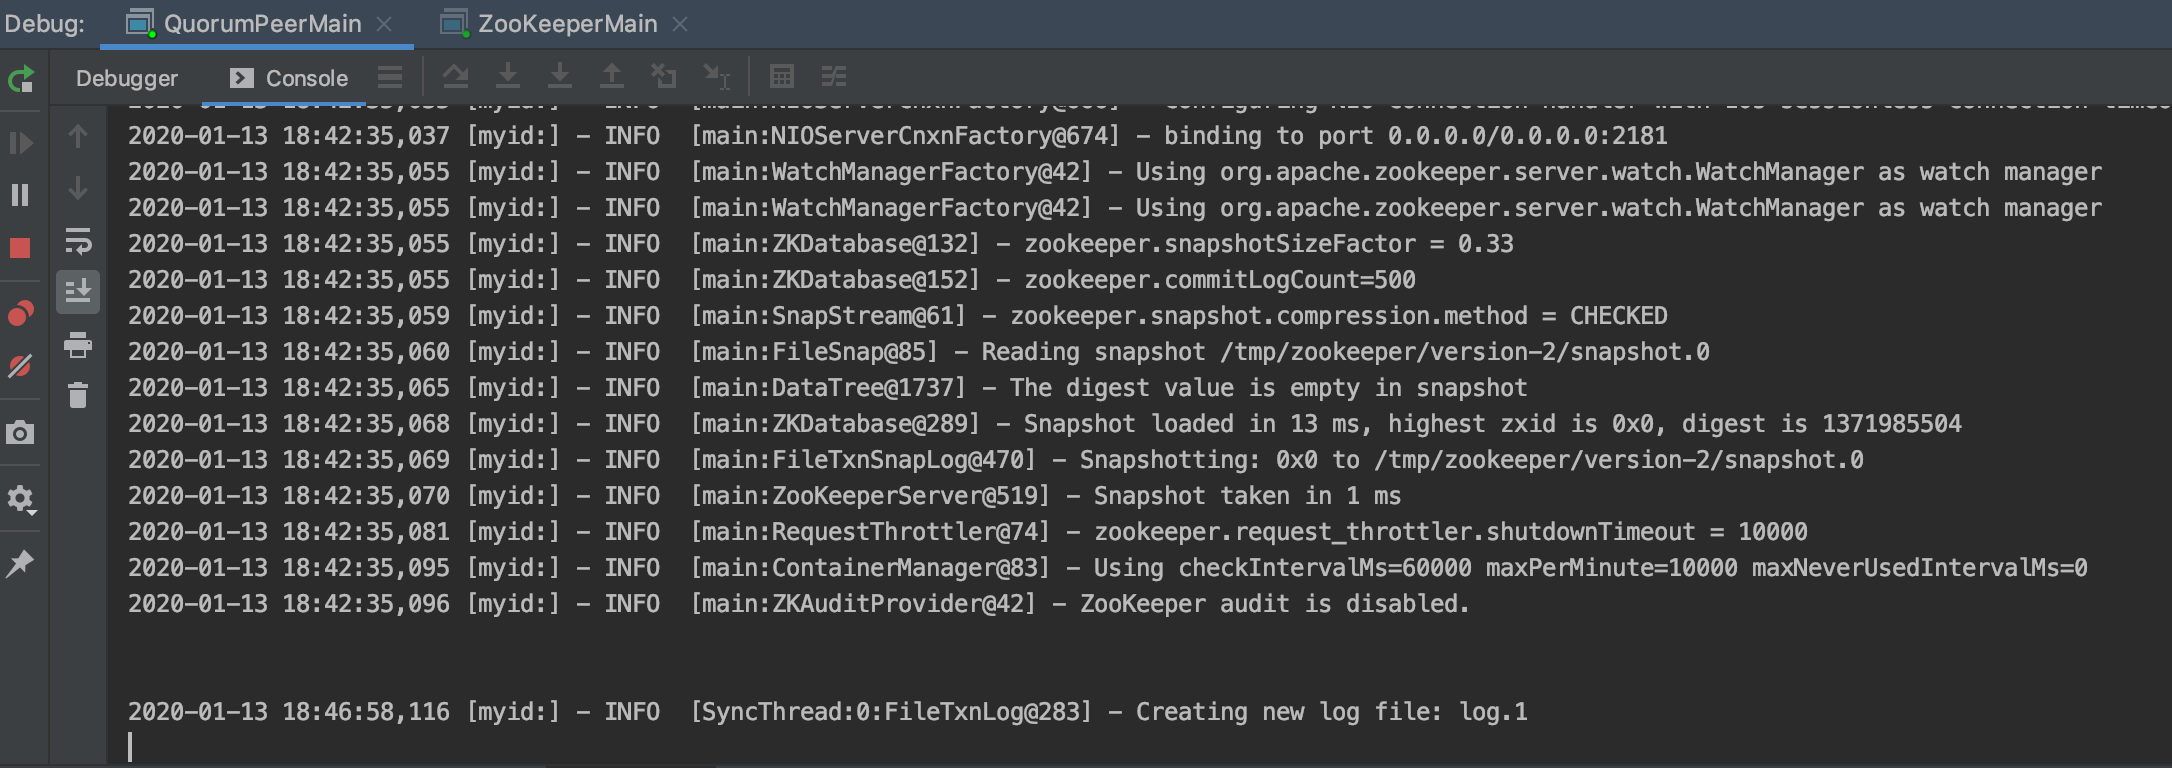 Debug: QuorumPeerMain ZooKeeperMain
Debugger Console
2020-01-13 18:42:35,037 [myid:] - INFO  [main:NIOServerCnxnFactory@674] - binding to port 0.0.0.0/0.0.0.0:2181
2020-01-13 18:42:35,055 [myid:] - INFO  [main:WatchManagerFactory@42] - Using org.apache.zookeeper.server.watch.WatchManager as watch manager
2020-01-13 18:42:35,055 [myid:] - INFO  [main:WatchManagerFactory@42] - Using org.apache.zookeeper.server.watch.WatchManager as watch manager
2020-01-13 18:42:35,055 [myid:] - INFO  [main:ZKDatabase@132] - zookeeper.snapshotSizeFactor = 0.33
2020-01-13 18:42:35,055 [myid:] - INFO  [main:ZKDatabase@152] - zookeeper.commitLogCount=500
2020-01-13 18:42:35,059 [myid:] - INFO  [main:SnapStream@61] - zookeeper.snapshot.compression.method = CHECKED
2020-01-13 18:42:35,060 [myid:] - INFO  [main:FileSnap@85] - Reading snapshot /tmp/zookeeper/version-2/snapshot.0
2020-01-13 18:42:35,065 [myid:] - INFO  [main:DataTree@1737] - The digest value is empty in snapshot
2020-01-13 18:42:35,068 [myid:] - INFO  [main:ZKDatabase@289] - Snapshot loaded in 13 ms, highest zxid is 0x0, digest is 1371985504
2020-01-13 18:42:35,069 [myid:] - INFO  [main:FileTxnSnapLog@470] - Snapshotting: 0x0 to /tmp/zookeeper/version-2/snapshot.0
2020-01-13 18:42:35,070 [myid:] - INFO  [main:ZooKeeperServer@519] - Snapshot taken in 1 ms
2020-01-13 18:42:35,081 [myid:] - INFO  [main:RequestThrottler@74] - zookeeper.request_throttler.shutdownTimeout = 10000
2020-01-13 18:42:35,095 [myid:] - INFO  [main:ContainerManager@83] - Using checkIntervalMs=60000 maxPerMinute=10000 maxNeverUsedIntervalMs=0
2020-01-13 18:42:35,096 [myid:] - INFO  [main:ZKAuditProvider@42] - ZooKeeper audit is disabled.
2020-01-13 18:46:58,116 [myid:] - INFO  [SyncThread:0:FileTxnLog@283] - Creating new log file: log.1